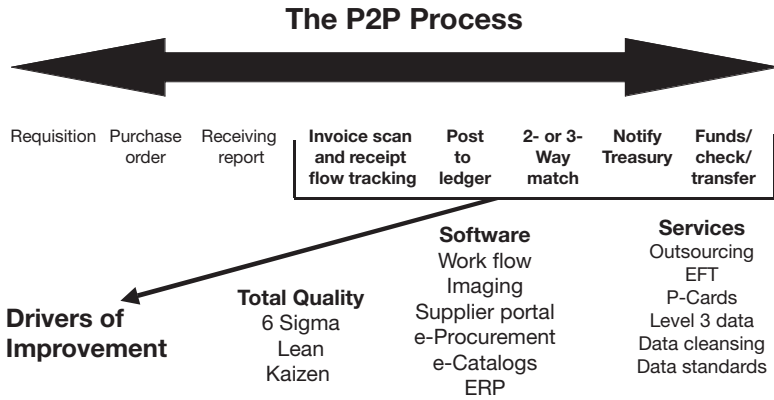 The P2P Process
Requisition
Purchase
order
Receiving
report
Invoice scan
and receipt
flow tracking
Post
to
ledger
2- or 3-
Way
match
Notify
Treasury
Funds/
check/
transfer
Drivers of
Improvement
Total Quality
6 Sigma
Lean
Kaizen
Software
Work flow
Imaging
Supplier portal
e-Procurement
e-Catalogs
ERP
Services
Outsourcing
EFT
P-Cards
Level 3 data
Data cleansing
Data standards